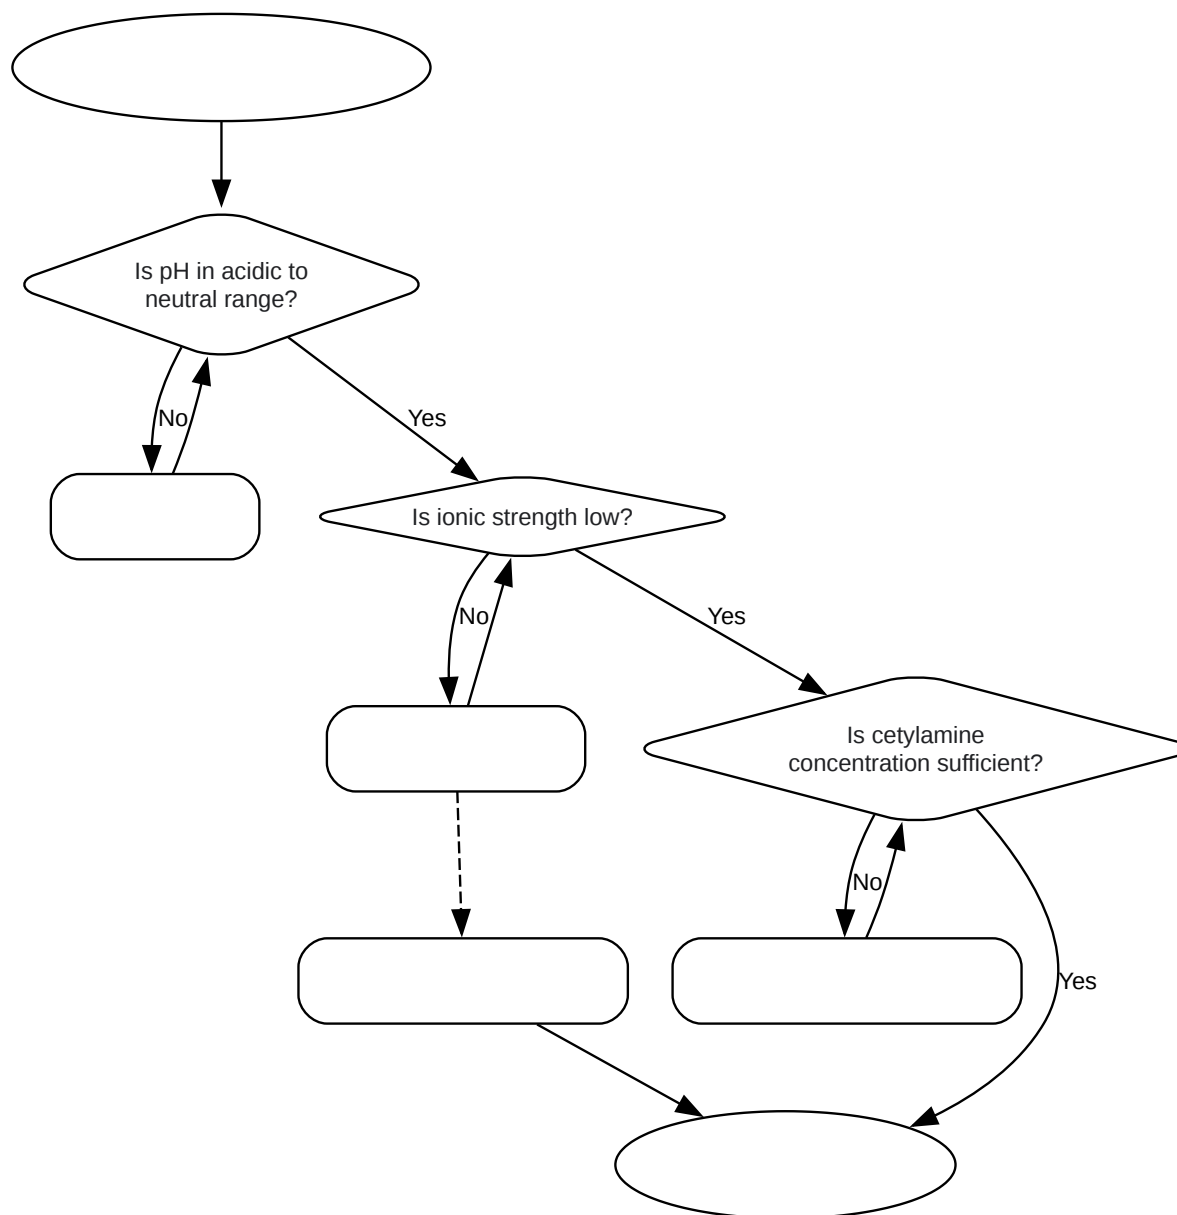 Is pH in acidic to
neutral range?
No
Yes
Is ionic strength low?
No
Yes
Is cetylamine
concentration sufficient?
No
Yes